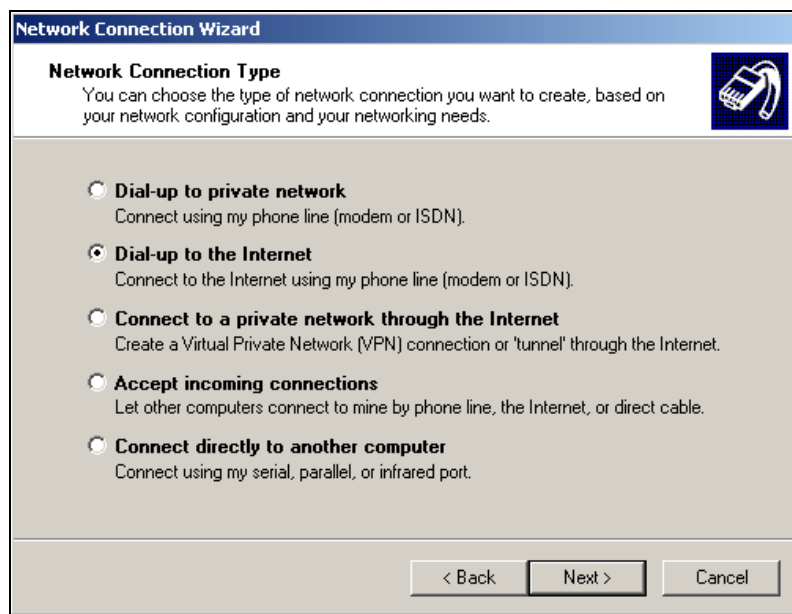 Network Connection Wizard
Network Connection Type
You can choose the type of network connection you want to create, based on
your network configuration and your networking needs.
Dial-up to private network
Connect using my phone line (modem or ISDN).
Dial-up to the Internet
Connect to the Internet using my phone line (modem or ISDN).
Connect to a private network through the Internet
Create a Virtual Private Network (VPN) connection or 'tunnel' through the Internet.
Accept incoming connections
Let other computers connect to mine by phone line, the Internet, or direct cable.
Connect directly to another computer
Connect using my serial, parallel, or infrared port.
< Back Next > Cancel